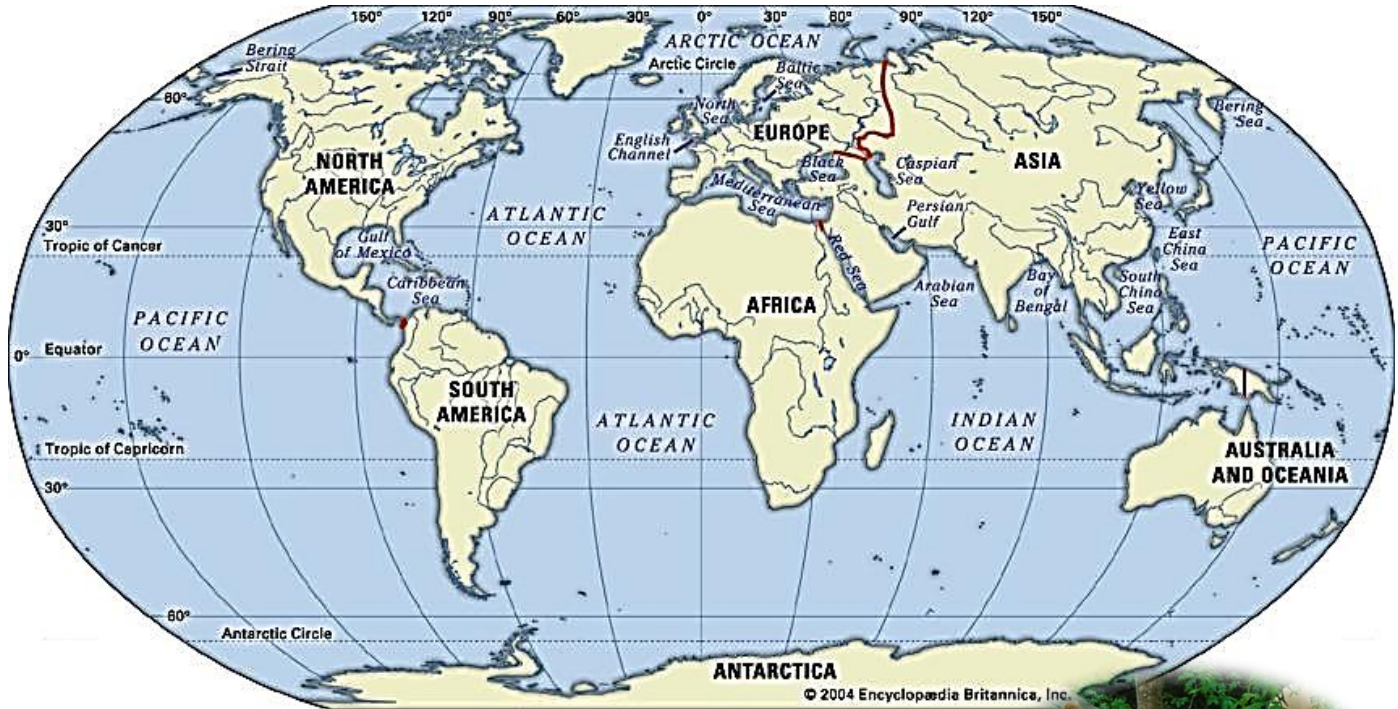 150° 120° 90° 60° 30° 0° 30° 60° 90° 120° 150°
ARCTIC OCEAN
Arctic Circle
Bering
Strait
Baltic
Sea
60°
North
Sea
Bering
Sea
EUROPE
English
Channel
NORTH
AMERICA
Black
Sea
Caspian
Sea
ASIA
Mediterranean
Sea
Yellow
Sea
Persian
Gulf
ATLANTIC
OCEAN
30°
Tropic of Cancer
Gulf
of Mexico
Red Sea
East
China
Sea
PACIFIC
OCEAN
Caribbean
Sea
Arabian
Sea
Bay
of
Bengal
South
China
Sea
AFRICA
PACIFIC
OCEAN
Equator
0°
SOUTH
AMERICA
ATLANTIC
OCEAN
INDIAN
OCEAN
Tropic of Capricorn
AUSTRALIA
AND OCEANIA
30°
60°
Antarctic Circle
ANTARCTICA
© 2004 Encyclopædia Britannica, Inc.